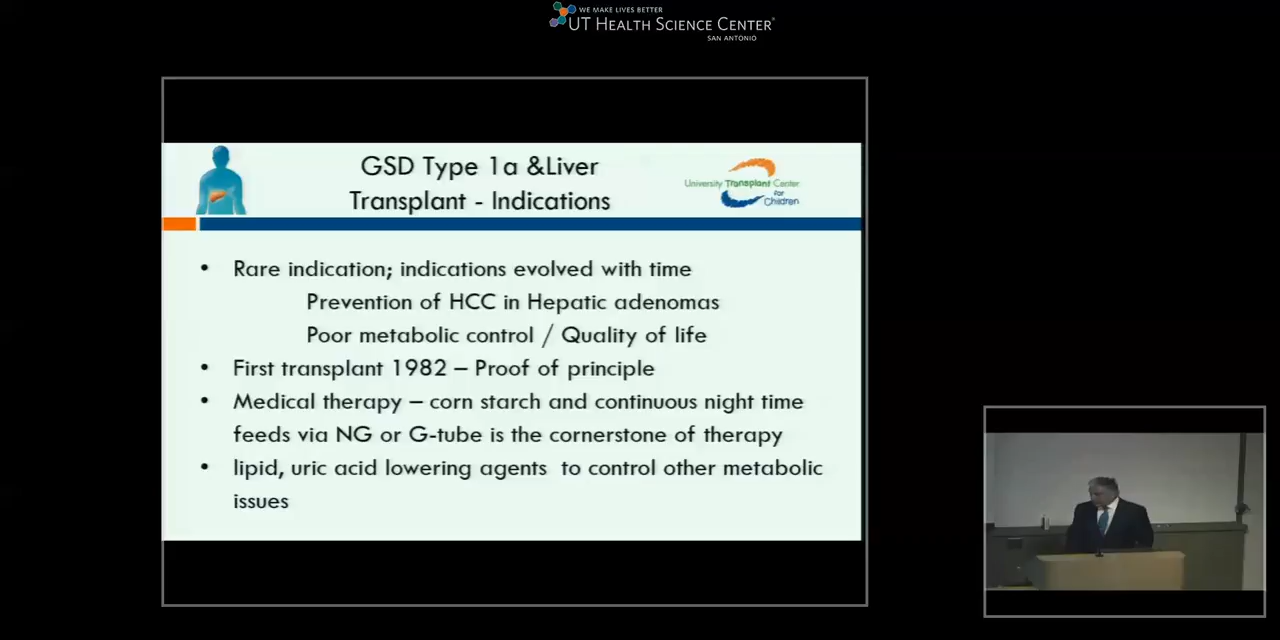 WE MAKE LIVES BETTER
UT HEALTH SCIENCE CENTER
SAN ANTONIO
GSD Type 1a &Liver
Transplant - Indications
University Transplant Center
for
Children
• Rare indication; indications evolved with time
Prevention of HCC in Hepatic adenomas
Poor metabolic control / Quality of life
• First transplant 1982 – Proof of principle
• Medical therapy – corn starch and continuous night time
feeds via NG or G-tube is the cornerstone of therapy
• lipid, uric acid lowering agents to control other metabolic
issues